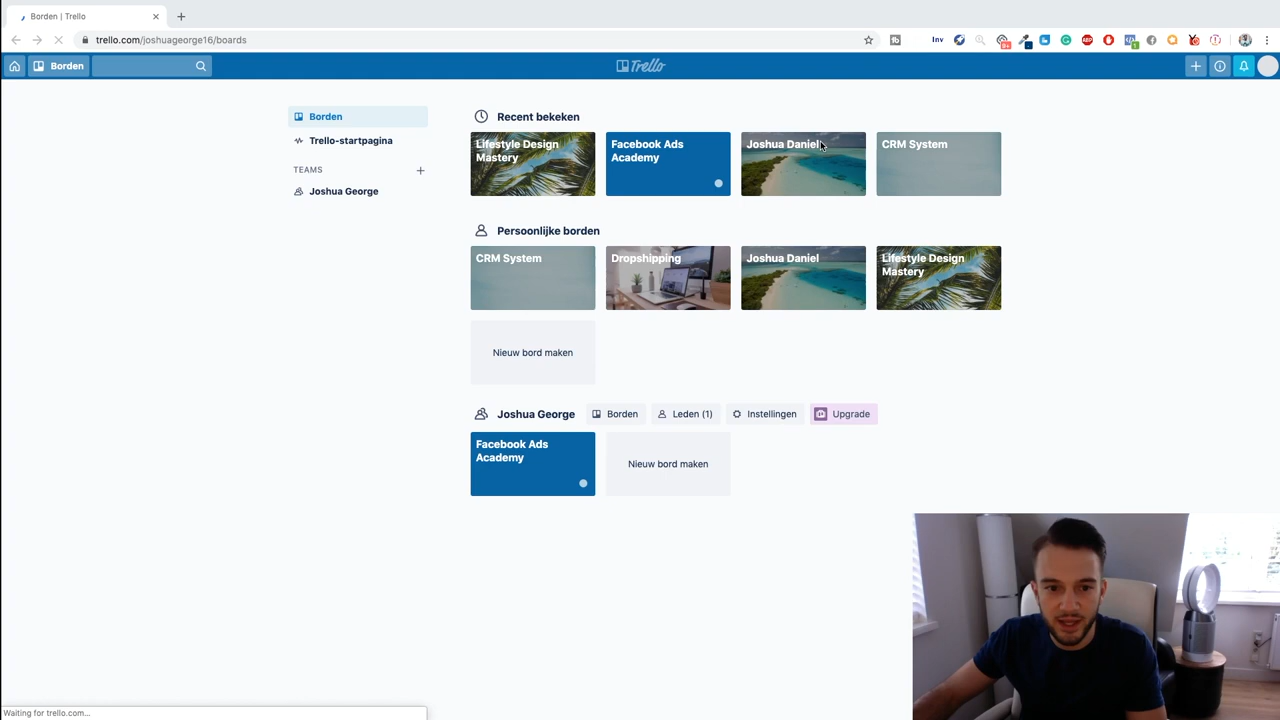 Borden | Trello
trello.com/joshuageorge16/boards
Inv
Borden
Trello
Borden
Trello-startpagina
TEAMS
Joshua George
Recent bekeken
Lifestyle Design
Mastery
Facebook Ads
Academy
Joshua Daniel
CRM System
Persoonlijke borden
CRM System
Dropshipping
Joshua Daniel
Lifestyle Design
Mastery
Nieuw bord maken
Joshua George
Borden
Leden (1)
Instellingen
Upgrade
Facebook Ads
Academy
Nieuw bord maken
Waiting for trello.com...